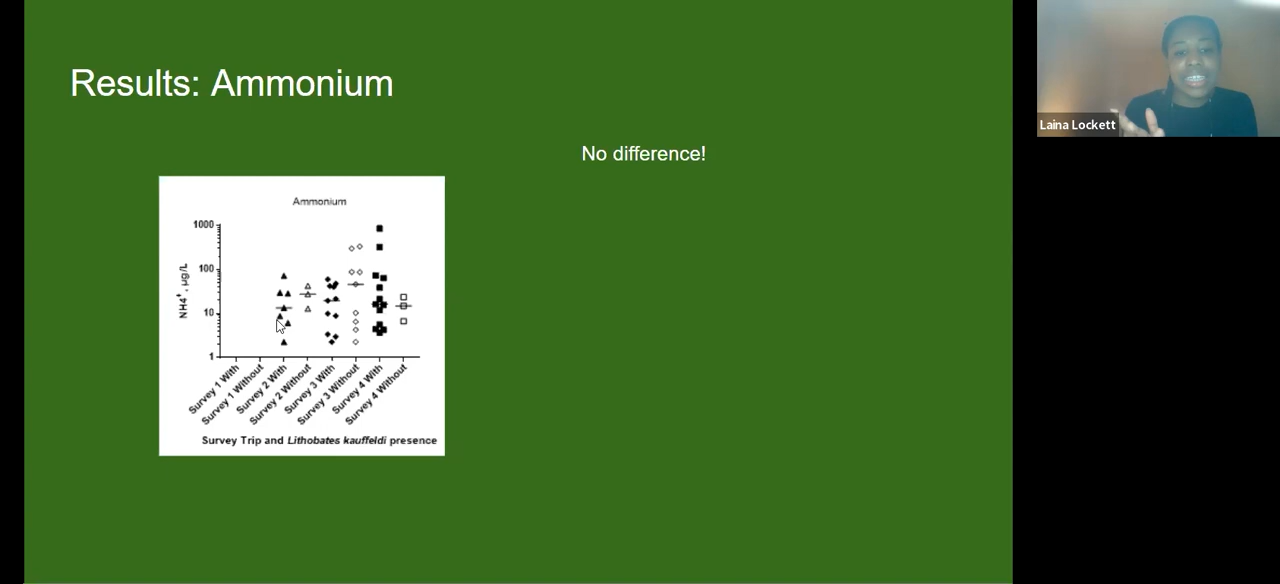 Results: Ammonium
No difference!
Ammonium
1000
100
10
1
NH4+, µg/L
Survey 1 With
Survey 1 Without
Survey 2 With
Survey 2 Without
Survey 3 With
Survey 3 Without
Survey 4 With
Survey 4 Without
Survey Trip and Lithobates kauffeldi presence
Laina Lockett